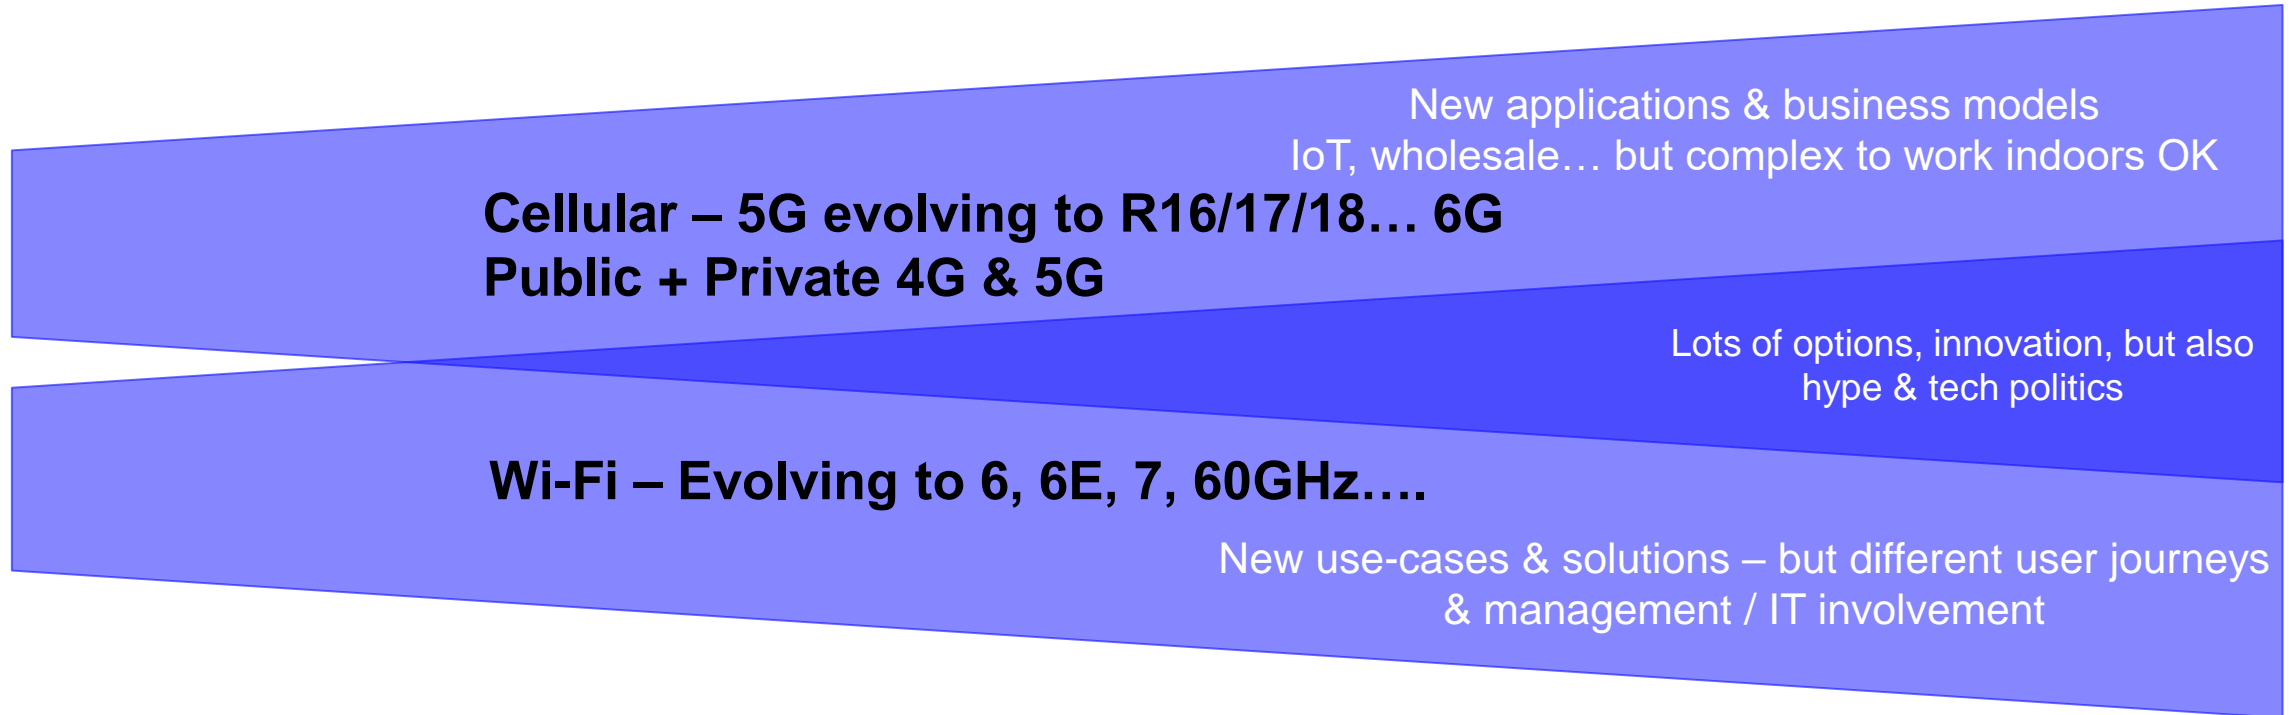 New applications & business models
IoT, wholesale… but complex to work indoors OK
Cellular – 5G evolving to R16/17/18… 6G
Public + Private 4G & 5G
Lots of options, innovation, but also
hype & tech politics
Wi-Fi – Evolving to 6, 6E, 7, 60GHz….
New use-cases & solutions – but different user journeys
& management / IT involvement